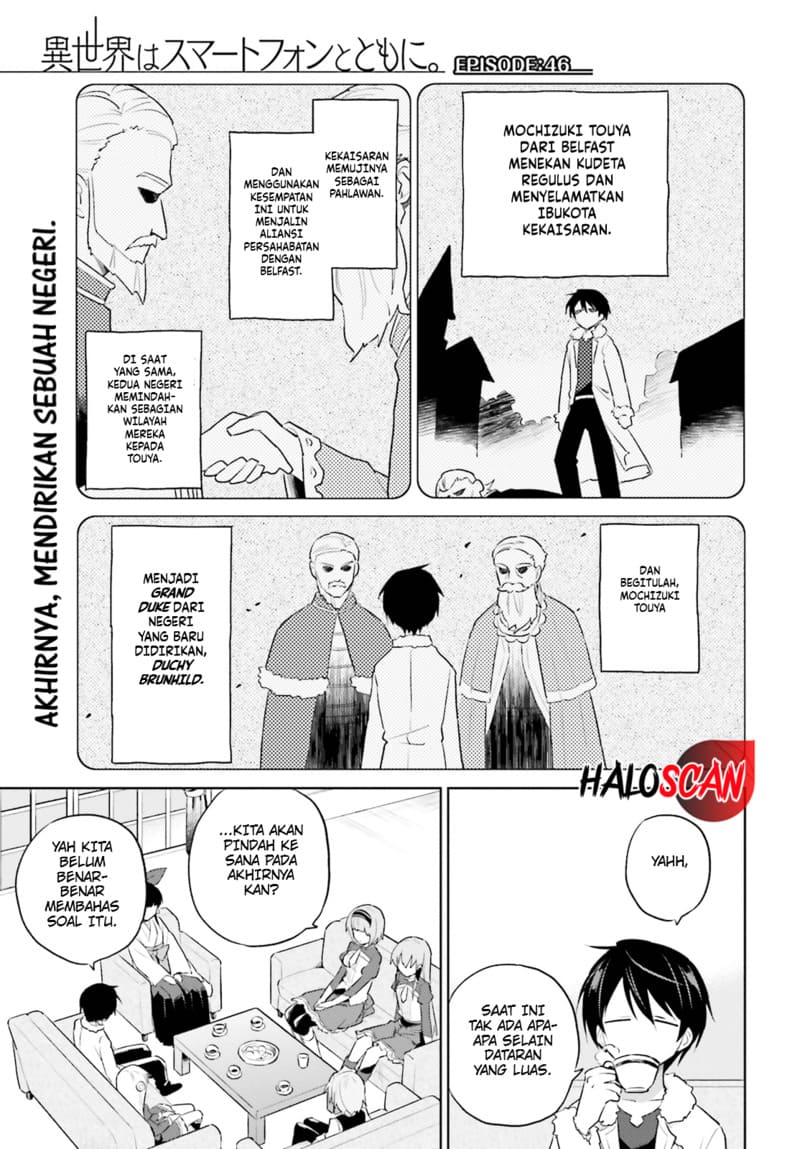 異世界はスマートフォンとともに。
EPISODE:46
MOCHIZUKI TOUYA
DARI BELFAST
MENEKAN KUDETA
REGULUS DAN
MENYELAMATKAN
IBUKOTA
KEKAISARAN.
KEKAISARAN
MEMUJINYA
SEBAGAI
PAHLAWAN.
DAN
MENGGUNAKAN
KESEMPATAN
INI UNTUK
MENJALIN
ALIANSI
PERSAHABATAN
DENGAN
BELFAST.
DI SAAT
YANG SAMA,
KEDUA NEGERI
MEMINDAH-
KAN SEBAGIAN
WILAYAH
MEREKA
KEPADA
TOUYA.
AKHIRNYA, MENDIRIKAN SEBUAH NEGERI.
DAN
BEGITULAH,
MOCHIZUKI
TOUYA
MENJADI
GRAND
DUKE DARI
NEGERI
YANG BARU
DIDIRIKAN,
DUCHY
BRUNHILD.
HALOSCAN
YAHH,
SAAT INI
TAK ADA APA-
APA SELAIN
DATARAN
YANG LUAS.
...KITA AKAN
PINDAH KE
SANA PADA
AKHIRNYA
KAN?
YAH KITA
BELUM
BENAR-
BENAR
MEMBAHAS
SOAL ITU.